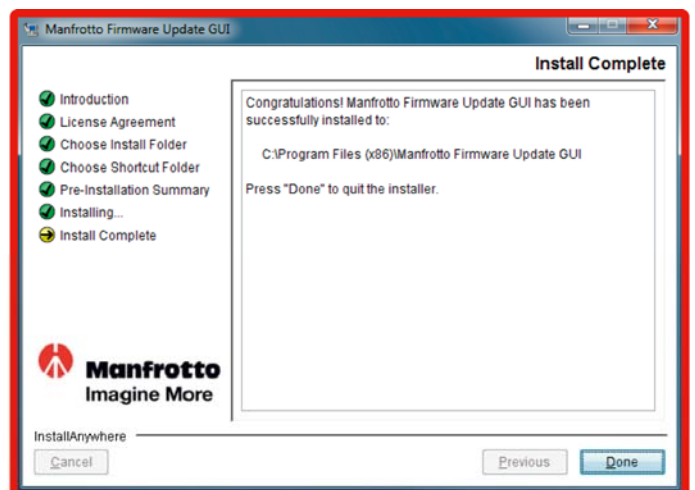 Manfrotto Firmware Update GUI
Install Complete
Introduction
License Agreement
Choose Install Folder
Choose Shortcut Folder
Pre-Installation Summary
Installing...
Install Complete
Congratulations! Manfrotto Firmware Update GUI has been
successfully installed to:
C:\Program Files (x86)\Manfrotto Firmware Update GUI
Press "Done" to quit the installer.
Manfrotto
Imagine More
InstallAnywhere
Cancel
Previous
Done